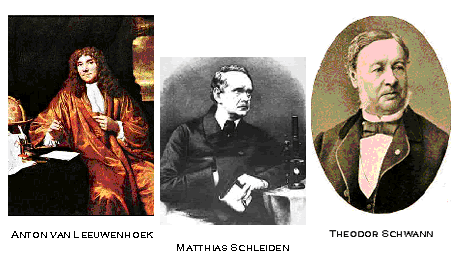 Anton van Leeuwenhoek
Matthias Schleiden
Theodor Schwann